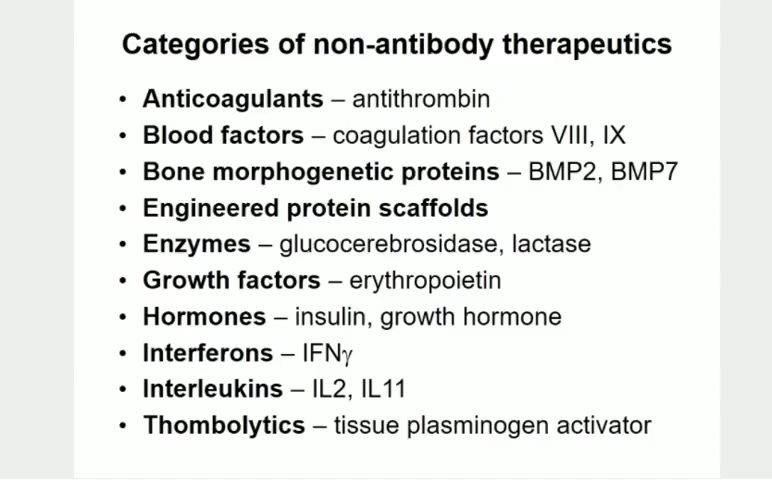 Categories of non-antibody therapeutics
• Anticoagulants – antithrombin
• Blood factors – coagulation factors VIII, IX
• Bone morphogenetic proteins – BMP2, BMP7
• Engineered protein scaffolds
• Enzymes – glucocerebrosidase, lactase
• Growth factors – erythropoietin
• Hormones – insulin, growth hormone
• Interferons – IFNγ
• Interleukins – IL2, IL11
• Thombolytics – tissue plasminogen activator